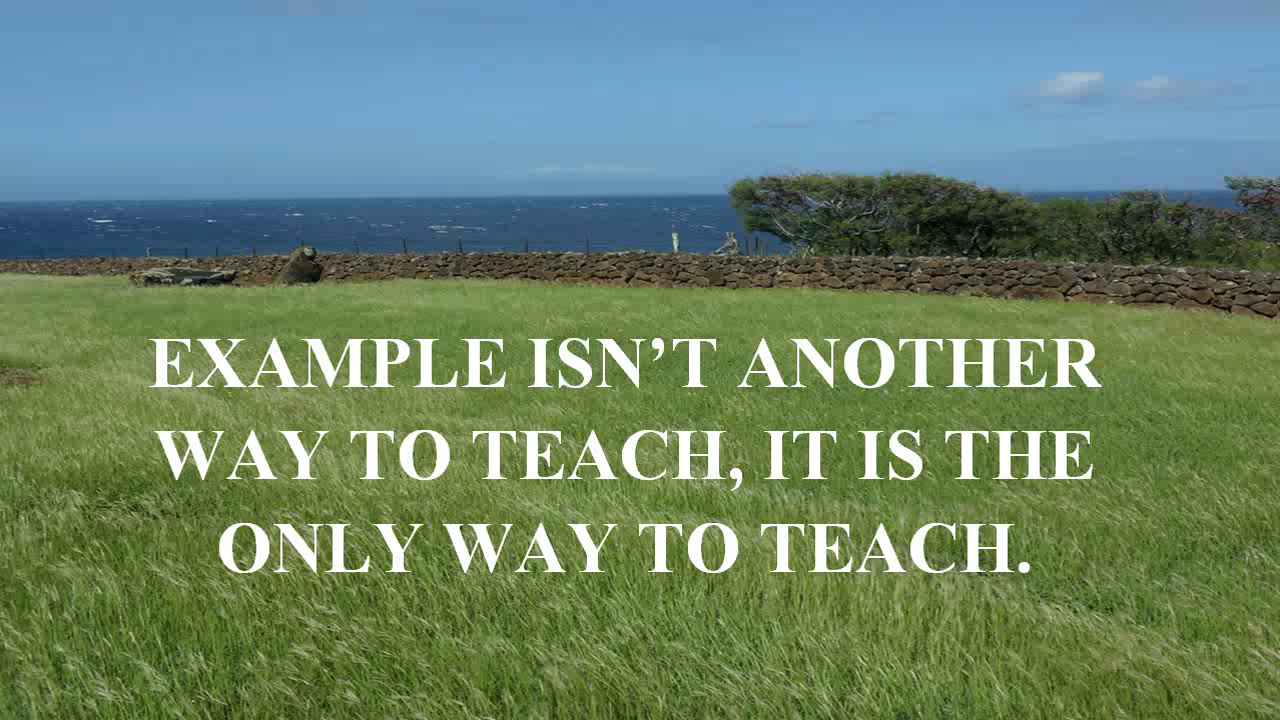 EXAMPLE ISN’T ANOTHER
WAY TO TEACH, IT IS THE
ONLY WAY TO TEACH.